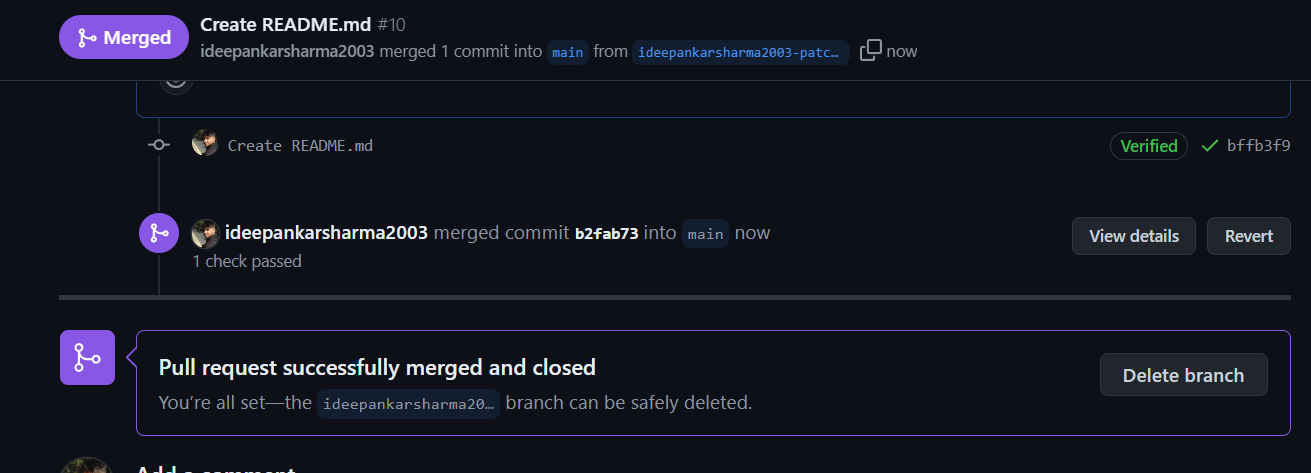 Merged
Create README.md #10
ideepankarsharma2003 merged 1 commit into main from ideepankarsharma2003-patc… now
Create README.md Verified bffb3f9
ideepankarsharma2003 merged commit b2fab73 into main now View details Revert
1 check passed
Pull request successfully merged and closed
You're all set—the ideepankarsharma20… branch can be safely deleted. Delete branch
Add a comment